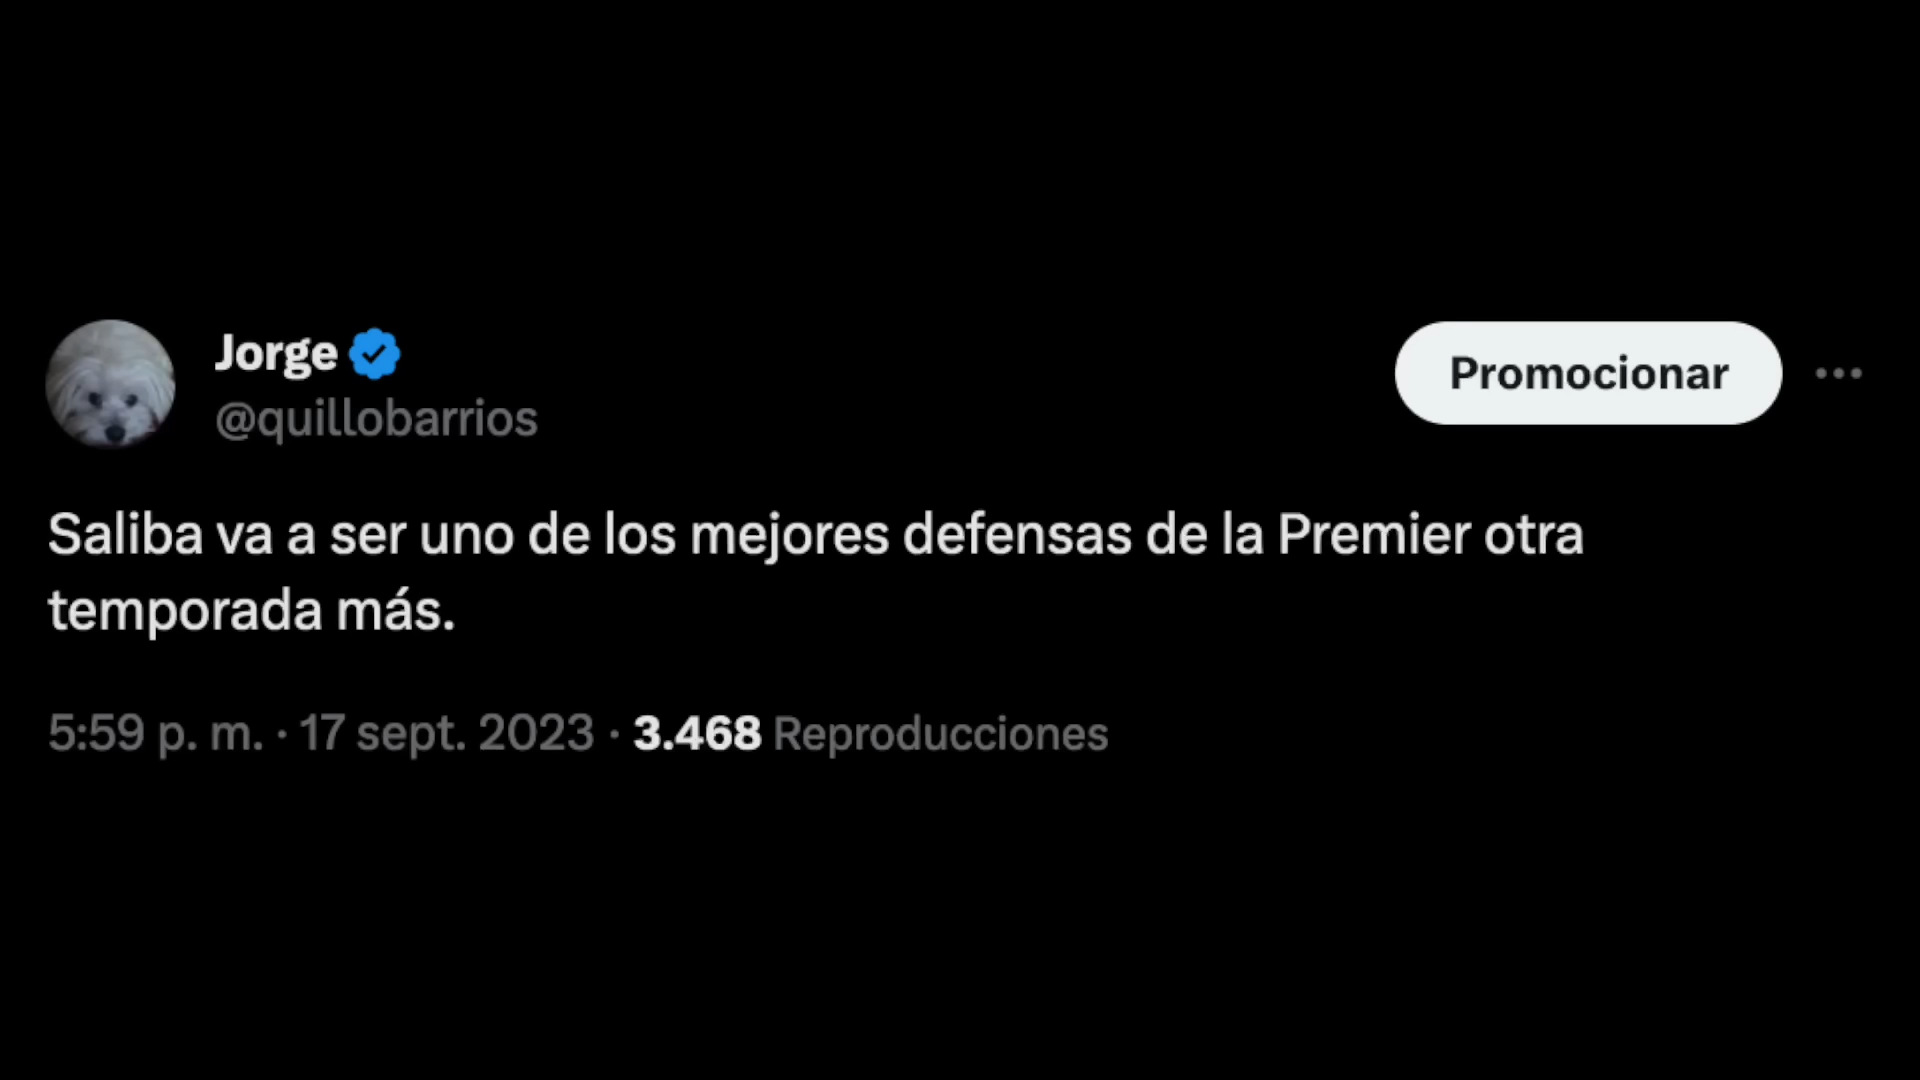 Jorge
@quillobarrios
Promocionar
Saliba va a ser uno de los mejores defensas de la Premier otra
temporada más.
5:59 p. m. · 17 sept. 2023 · 3.468 Reproducciones